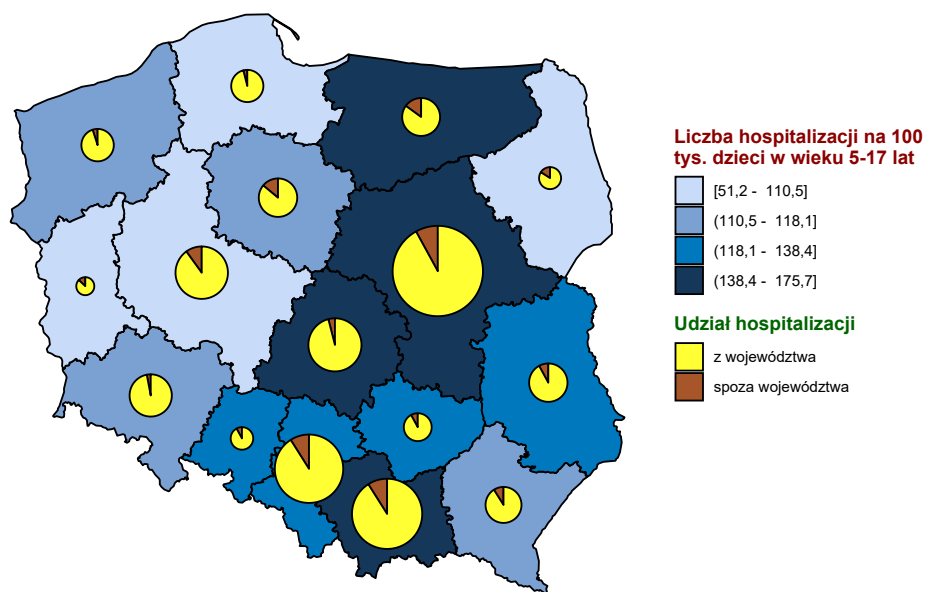 Liczba hospitalizacji na 100
tys. dzieci w wieku 5-17 lat
[51,2 - 110,5]
(110,5 - 118,1]
(118,1 - 138,4]
(138,4 - 175,7]
Udział hospitalizacji
z województwa
spoza województwa